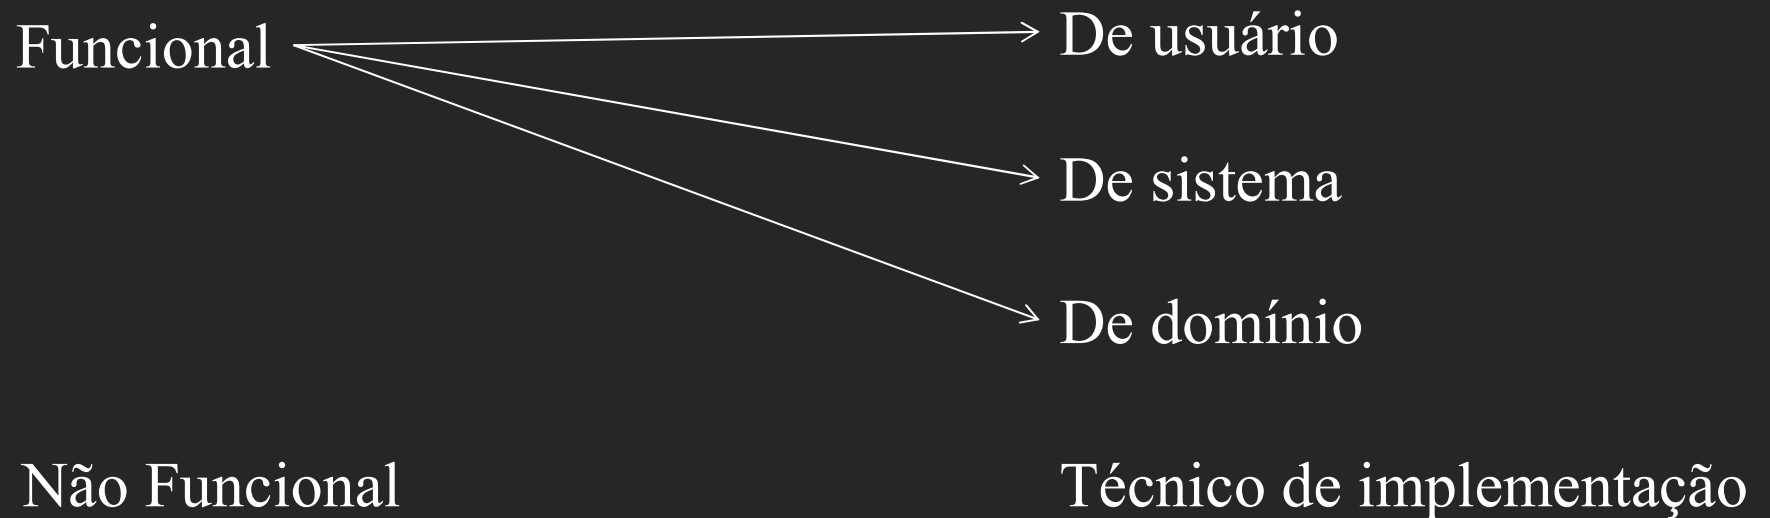 Funcional
De usuário
De sistema
De domínio
Não Funcional
Técnico de implementação